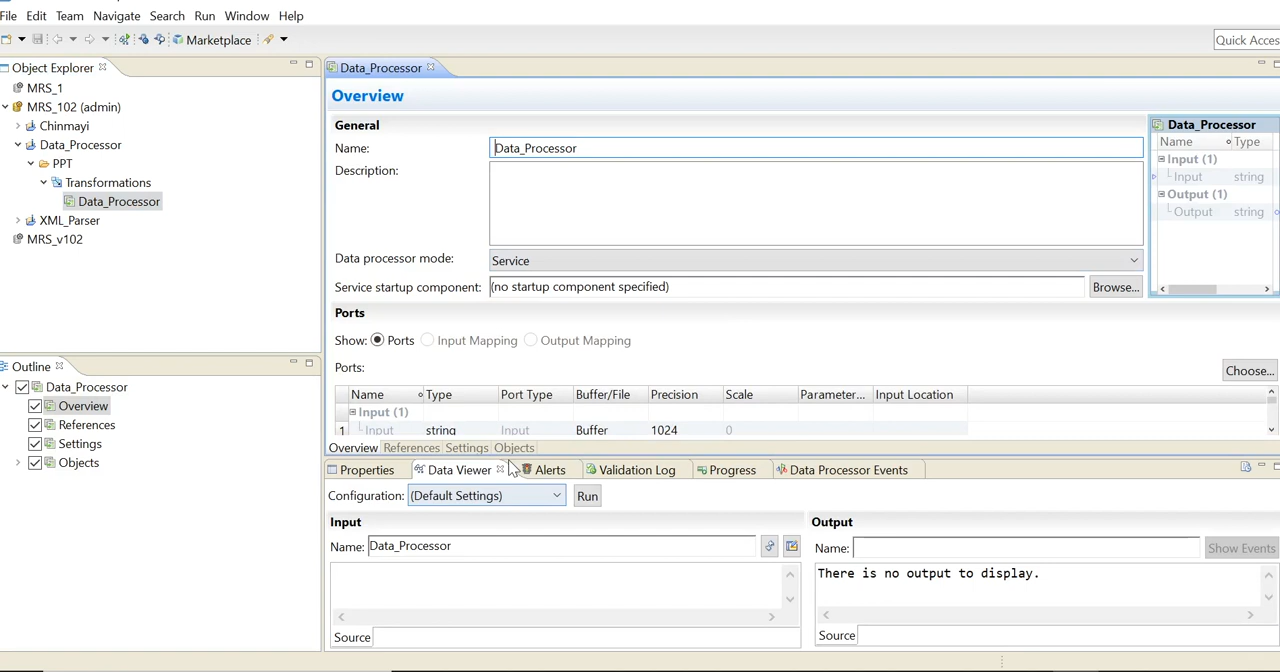 File Edit Team Navigate Search Run Window Help
Marketplace
Quick Acces
Object Explorer
MRS_1
MRS_102 (admin)
Chinmayi
Data_Processor
PPT
Transformations
Data_Processor
XML_Parser
MRS_v102
Outline
Data_Processor
Overview
References
Settings
Objects
Data_Processor
Overview
General
Name: Data_Processor
Description:
Data processor mode: Service
Service startup component: (no startup component specified) Browse...
Ports
Show: Ports Input Mapping Output Mapping
Ports:
Choose...
Name Type Port Type Buffer/File Precision Scale Parameter... Input Location
Input (1)
1 Input string Input Buffer 1024 0
Overview References Settings Objects
Data_Processor
Name Type
Input (1)
Input string
Output (1)
Output string
Properties Data Viewer Alerts Validation Log Progress Data Processor Events
Configuration: (Default Settings) Run
Input
Name: Data_Processor
Source
Output
Name: Show Events
There is no output to display.
Source